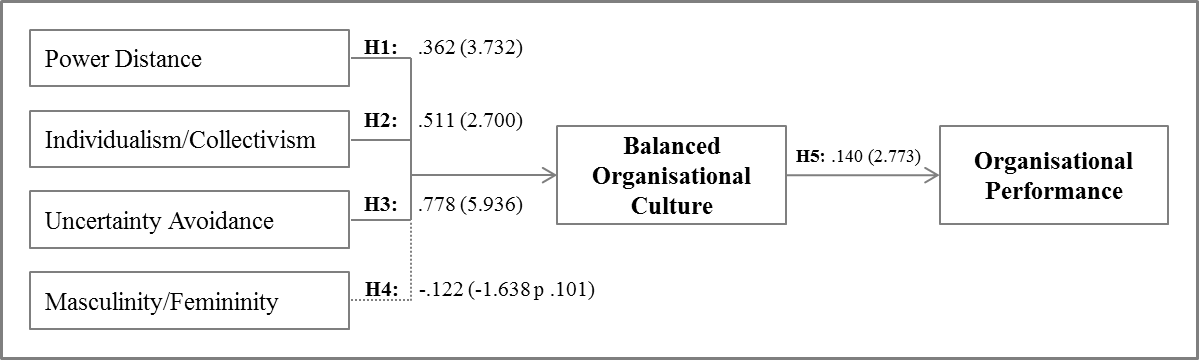 Power Distance
H1: .362 (3.732)
Individualism/Collectivism
H2: .511 (2.700)
Uncertainty Avoidance
H3: .778 (5.936)
Masculinity/Femininity
H4: -.122 (-1.638 p .101)
Balanced
Organisational
Culture
H5: .140 (2.773)
Organisational
Performance